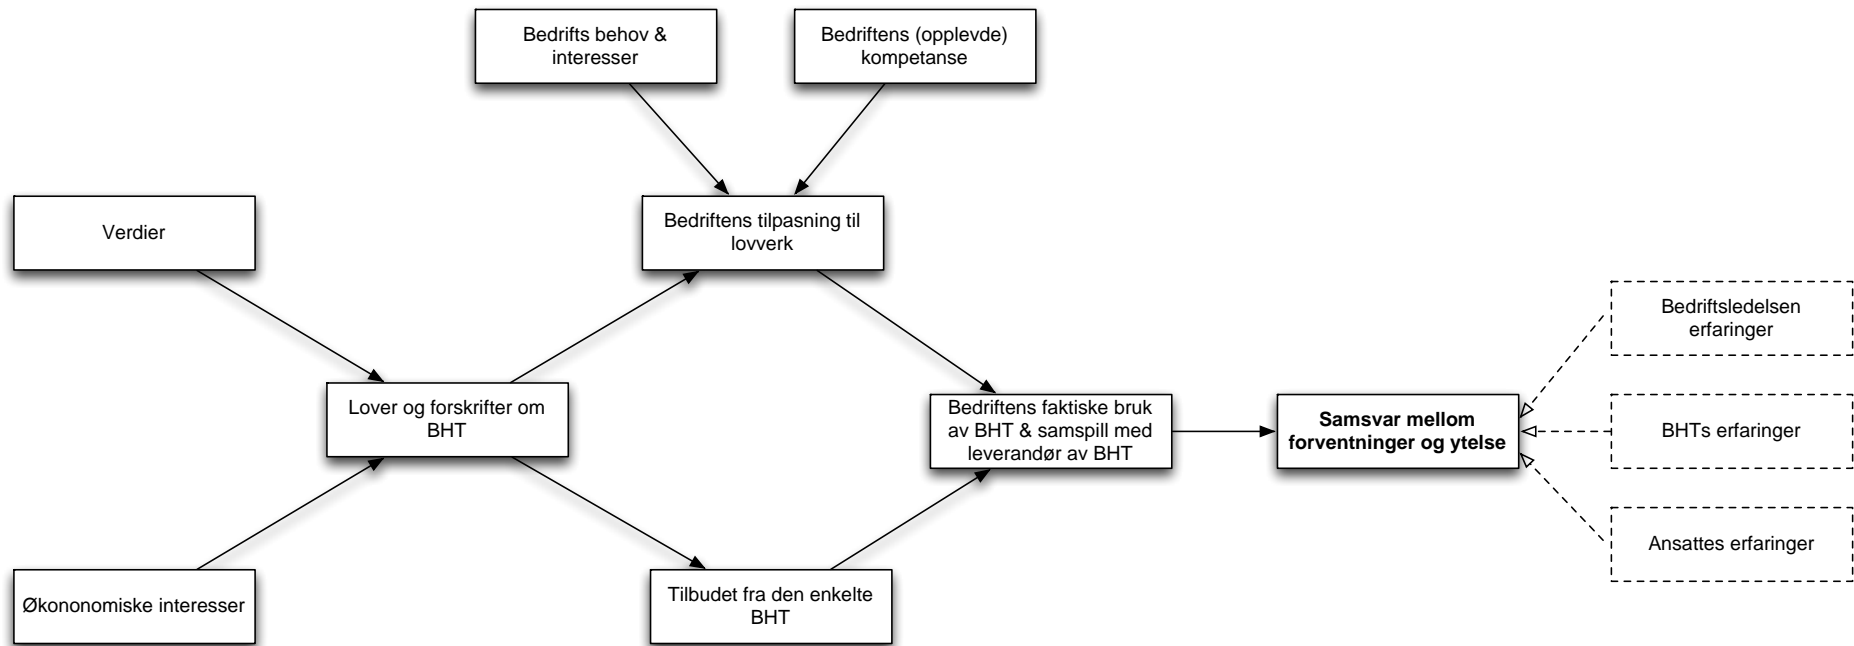 Bedrifts behov &
interesser
Bedriftens (opplevde)
kompetanse
Verdier
Bedriftens tilpasning til
lovverk
Lover og forskrifter om
BHT
Økononomiske interesser
Tilbudet fra den enkelte
BHT
Bedriftens faktiske bruk
av BHT & samspill med
leverandør av BHT
Samsvar mellom
forventninger og ytelse
Bedriftsledelsen
erfaringer
BHTs erfaringer
Ansattes erfaringer